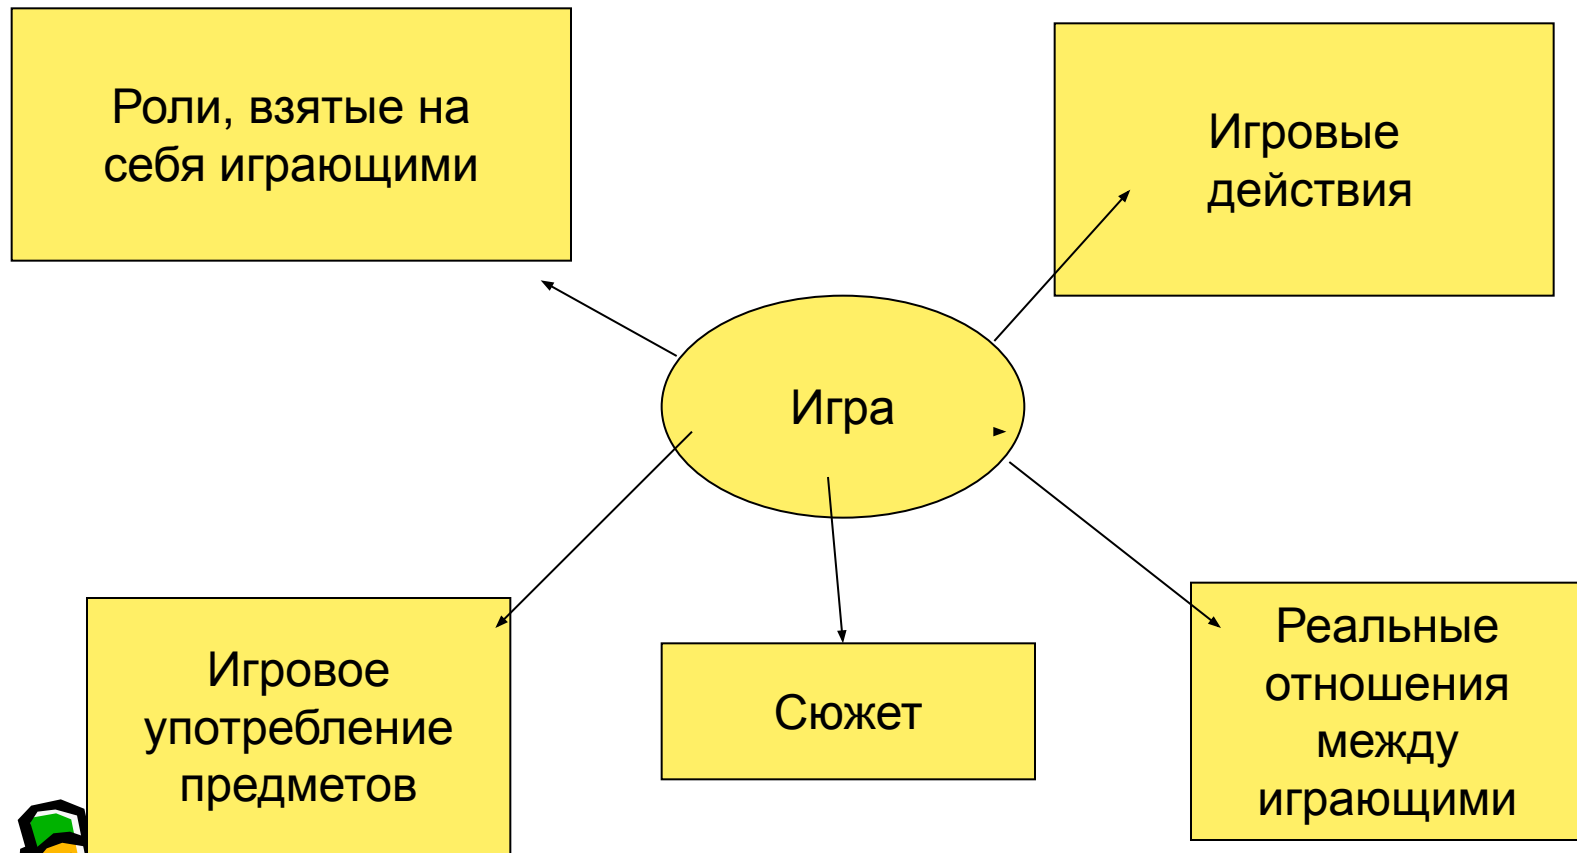 Роли, взятые на
себя играющими
Игровые
действия
Игра
Игровое
употребление
предметов
Сюжет
Реальные
отношения
между
играющими